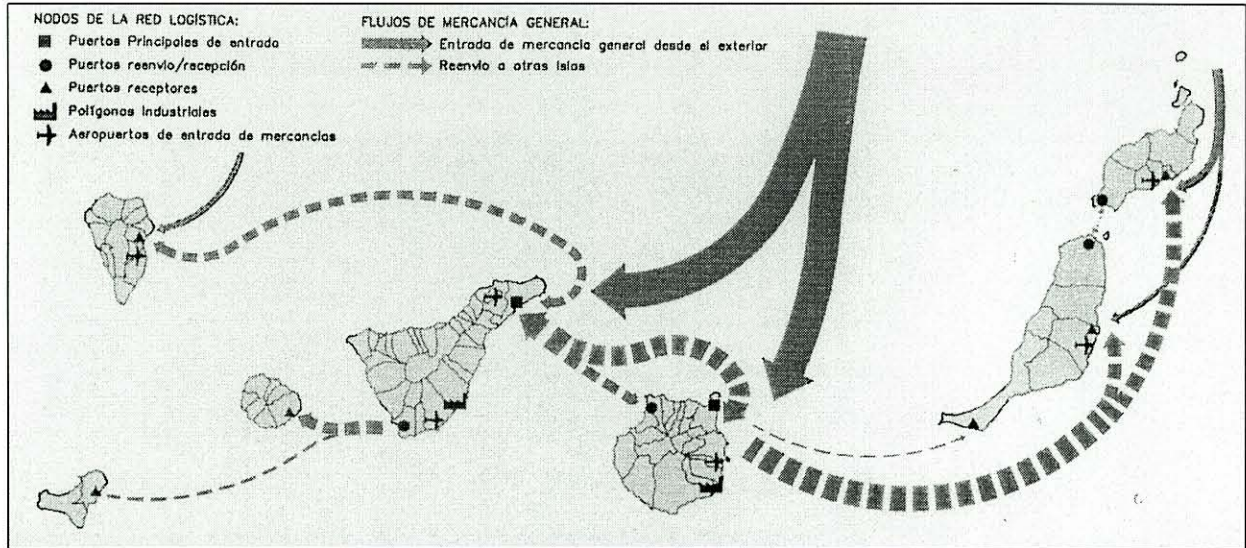 NODOS DE LA RED LOGÍSTICA:
Puertos Principales de entrada
Puertos reenvío/recepción
Puertos receptores
Polígonos Industriales
Aeropuertos de entrada de mercancías
FLUJOS DE MERCANCÍA GENERAL:
Entrada de mercancía general desde el exterior
Reenvío a otras islas